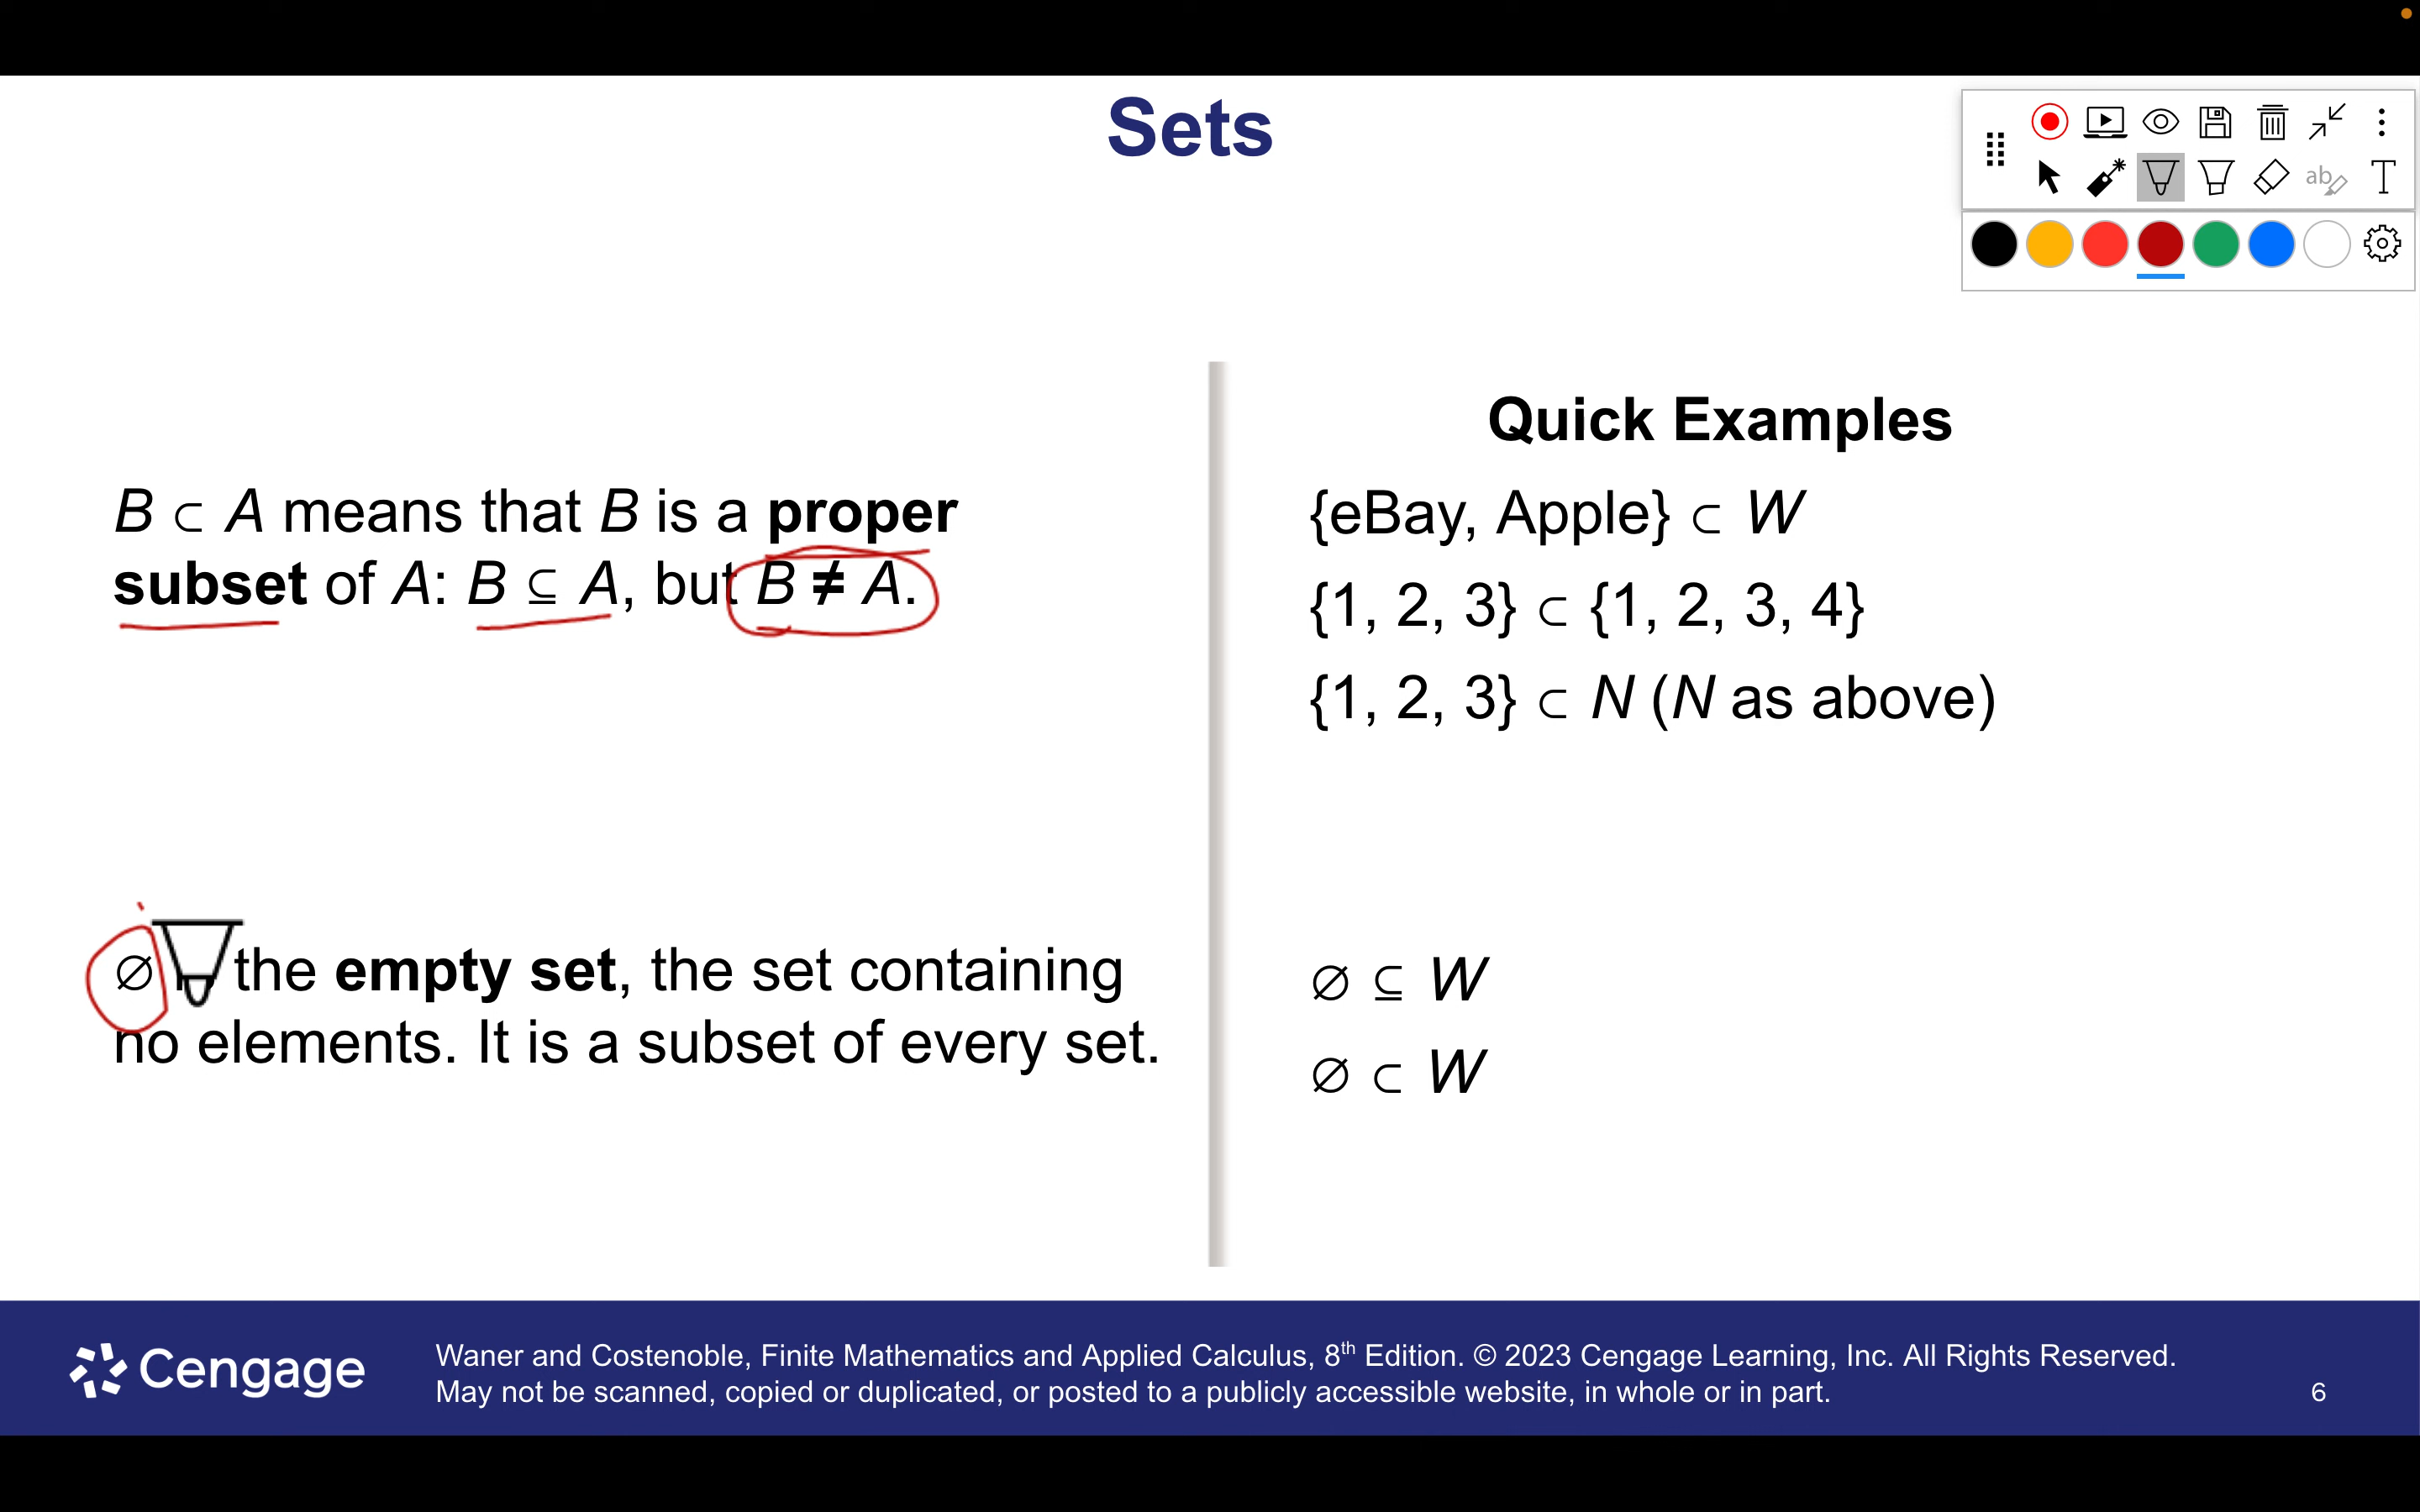 Sets
B ⊂ A means that B is a proper
subset of A: B ⊆ A, but B ≠ A.
∅ the empty set, the set containing
no elements. It is a subset of every set.
Quick Examples
{eBay, Apple} ⊂ W
{1, 2, 3} ⊂ {1, 2, 3, 4}
{1, 2, 3} ⊂ N (N as above)
∅ ⊆ W
∅ ⊂ W
Cengage
Waner and Costenoble, Finite Mathematics and Applied Calculus, 8th Edition. © 2023 Cengage Learning, Inc. All Rights Reserved.
May not be scanned, copied or duplicated, or posted to a publicly accessible website, in whole or in part.
6
ab
T